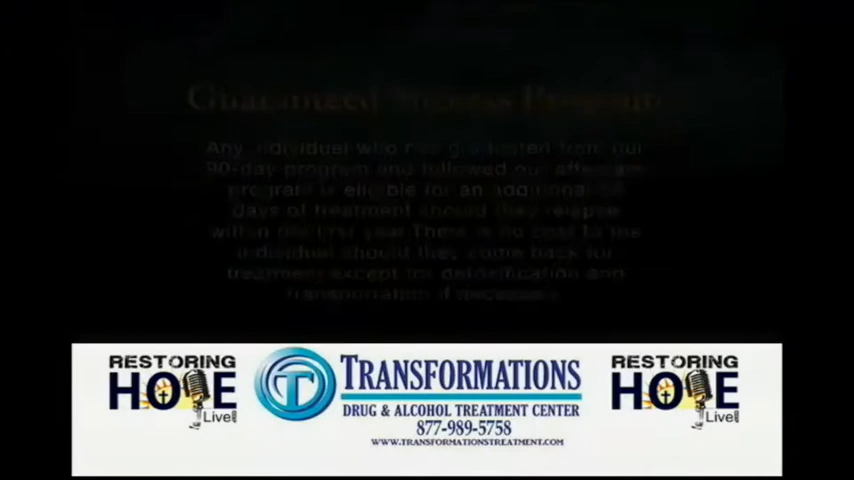 Guaranteed Success Program
Any individual who has graduated from our
90-day program and followed our aftercare
program is eligible for an additional
days of treatment should they relapse
within the first year. There is no cost to the
individual should they come back for
treatment except for detoxification and
transportation if necessary.
RESTORING
HOPE
Live!
TRANSFORMATIONS
DRUG & ALCOHOL TREATMENT CENTER
877-989-5758
WWW.TRANSFORMATIONSTREATMENT.COM
RESTORING
HOPE
Live!